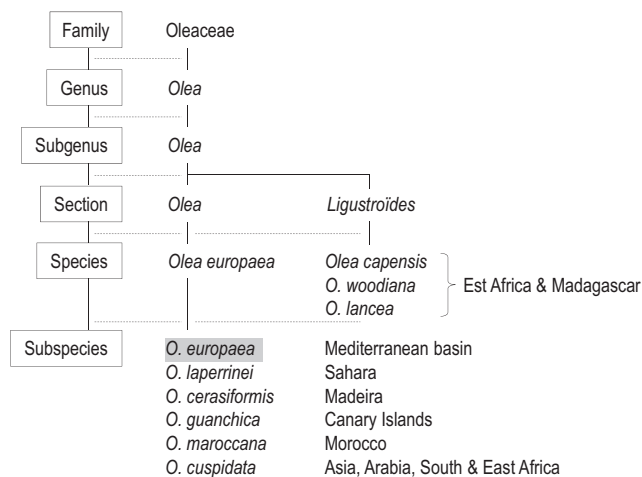 Family Oleaceae
Genus Olea
Subgenus Olea
Section Olea Ligustroïdes
Species Olea europaea Olea capensis
O. woodiana Est Africa & Madagascar
O. lancea
Subspecies O. europaea Mediterranean basin
O. laperrinei Sahara
O. cerasiformis Madeira
O. guanchica Canary Islands
O. maroccana Morocco
O. cuspidata Asia, Arabia, South & East Africa